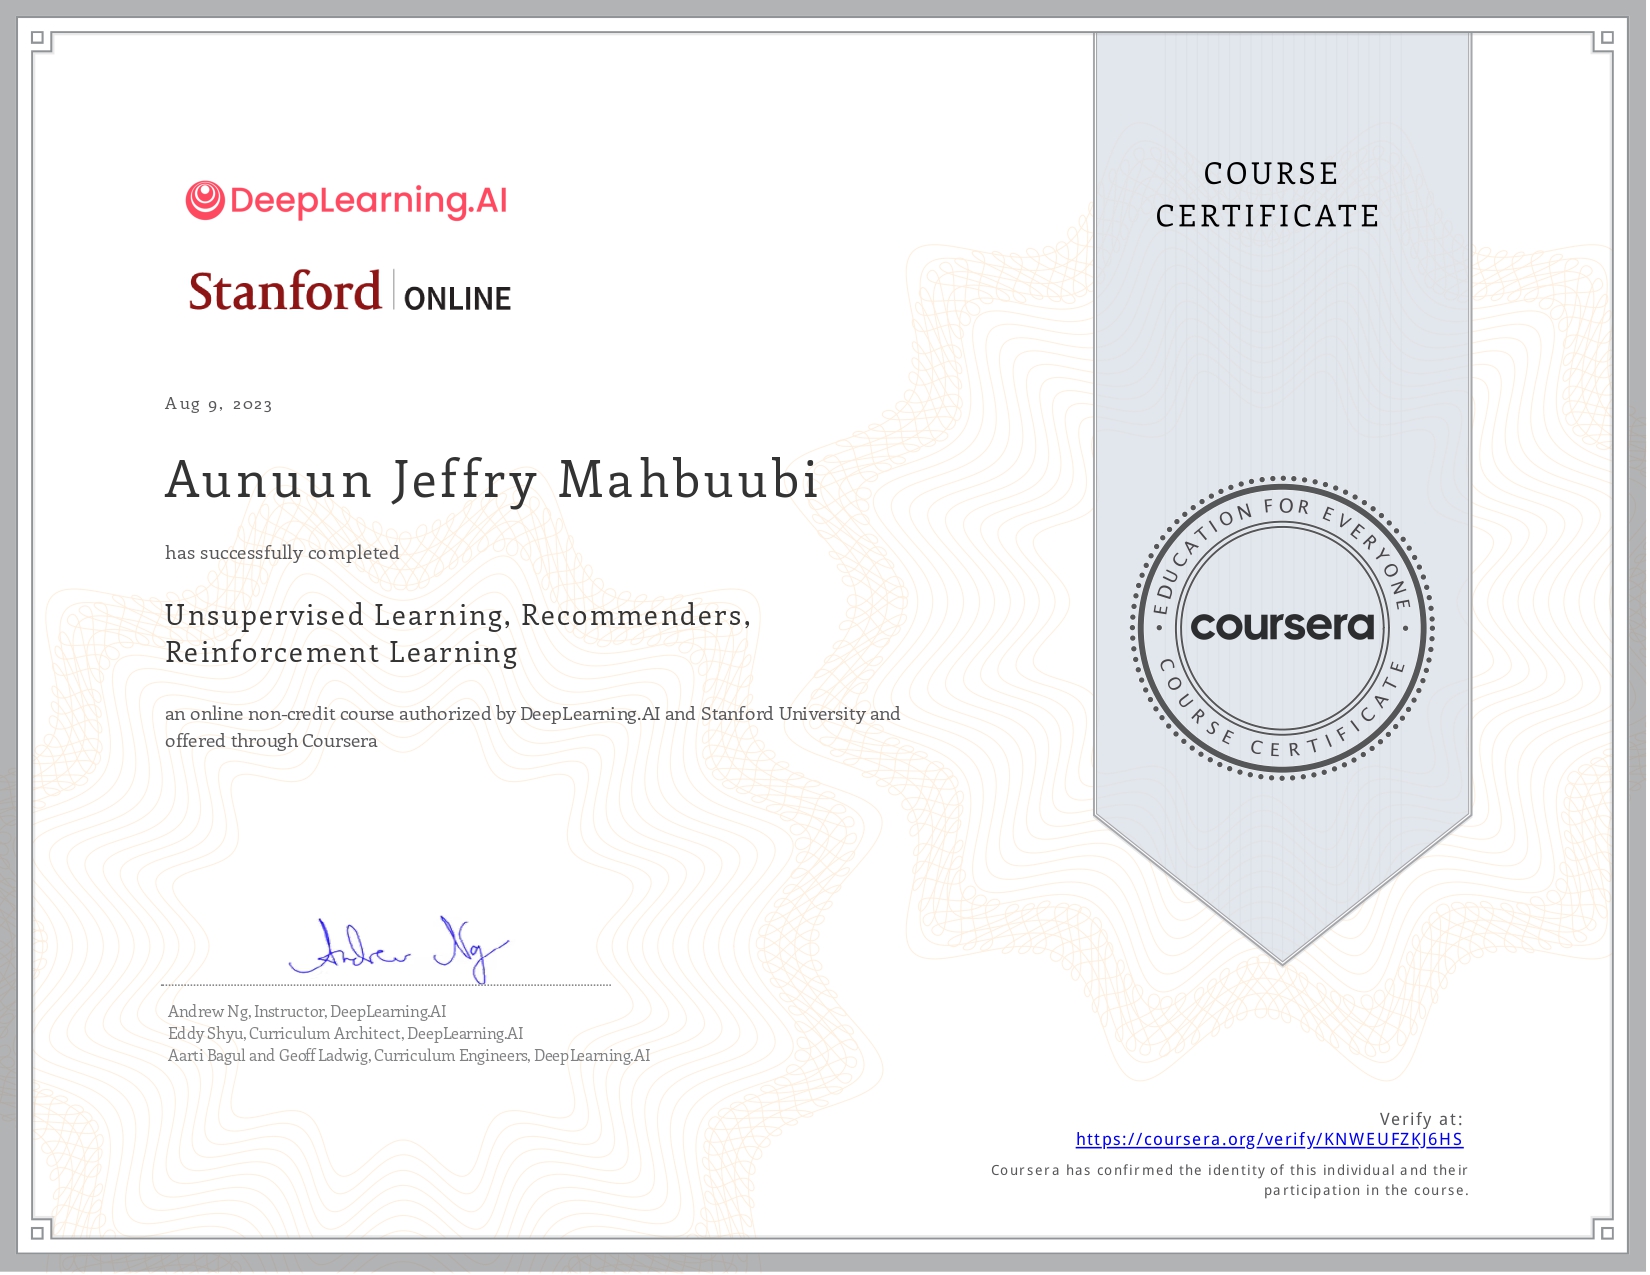 DeepLearning.AI
Stanford ONLINE
Aug 9, 2023
Aunuun Jeffry Mahbuubi
has successfully completed
Unsupervised Learning, Recommenders,
Reinforcement Learning
an online non-credit course authorized by DeepLearning.AI and Stanford University and
offered through Coursera
Andrew Ng
Andrew Ng, Instructor, DeepLearning.AI
Eddy Shyu, Curriculum Architect, DeepLearning.AI
Aarti Bagul and Geoff Ladwig, Curriculum Engineers, DeepLearning.AI
COURSE
CERTIFICATE
• EDUCATION FOR EVERYONE •
coursera
COURSE CERTIFICATE
Verify at:
https://coursera.org/verify/KNWEUFZKJ6HS
Coursera has confirmed the identity of this individual and their
participation in the course.